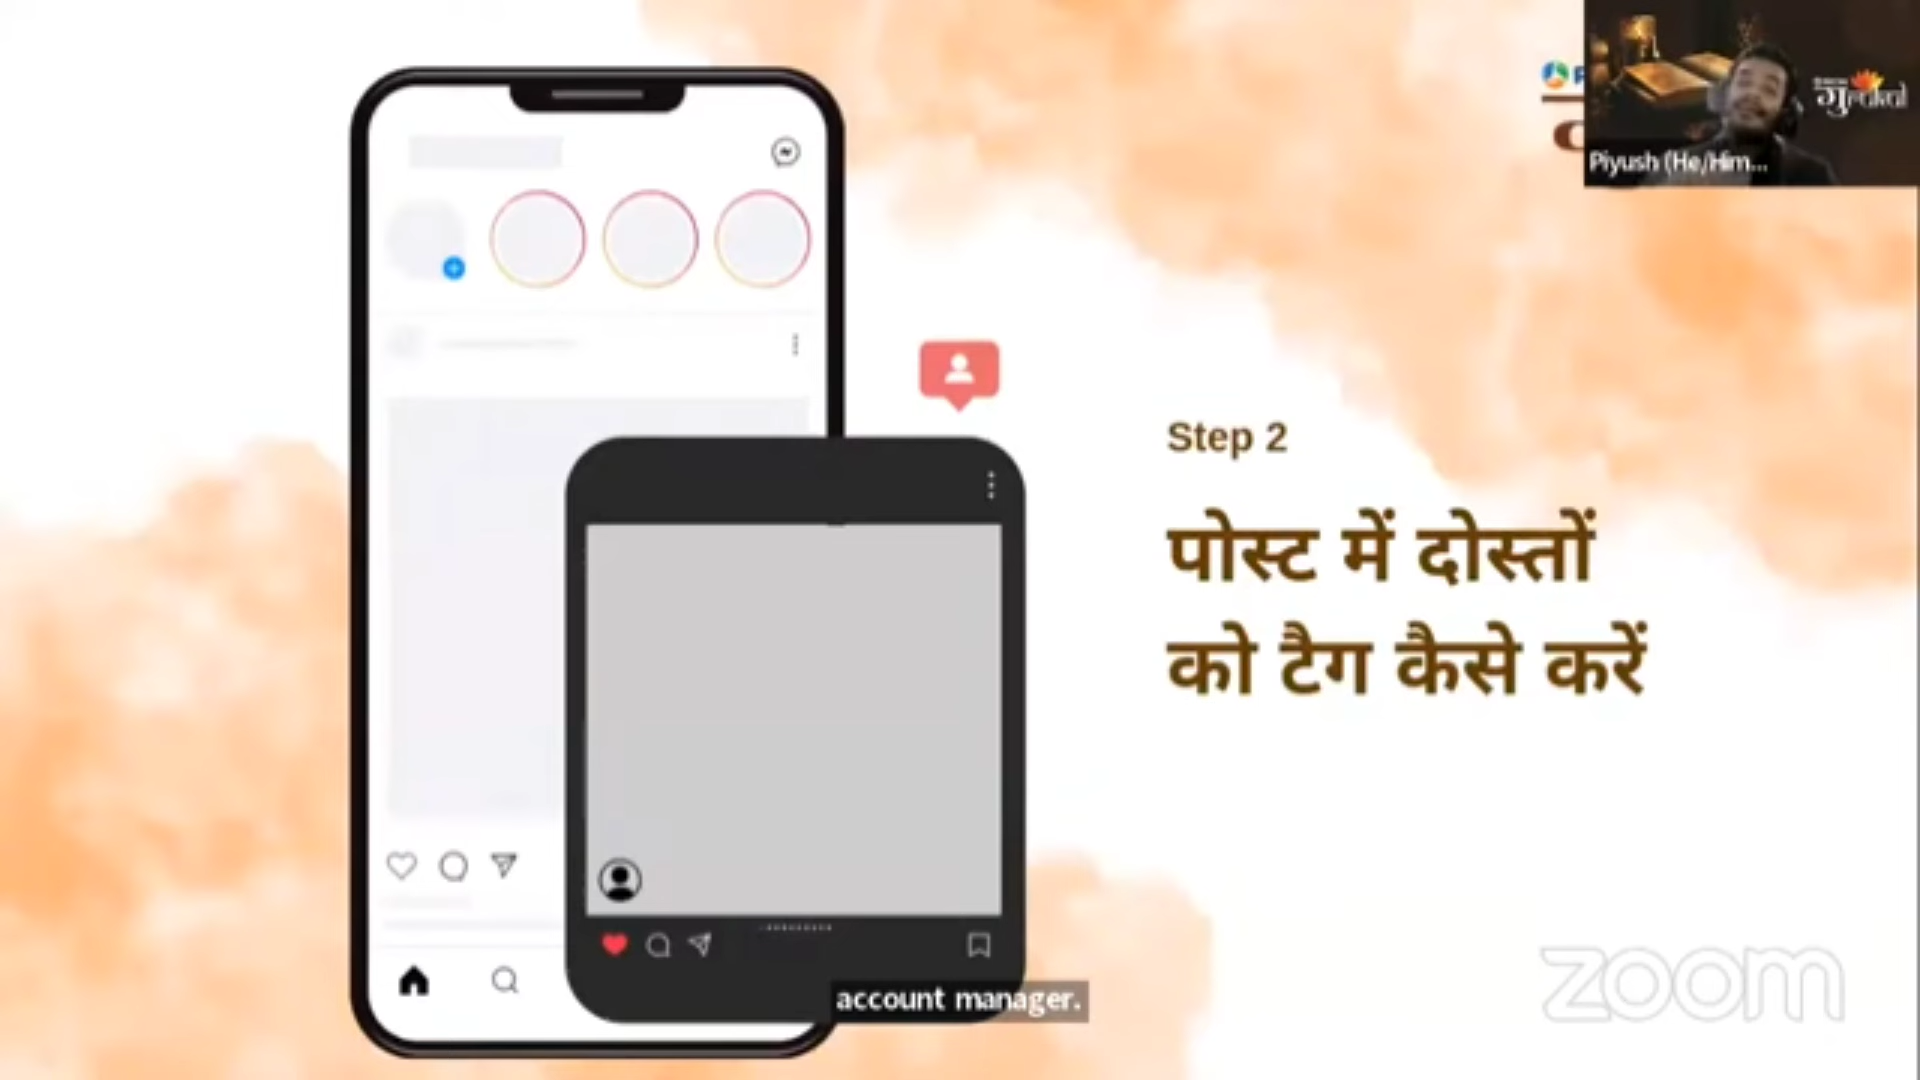 Piyush (He/Him...
Step 2
पोस्ट में दोस्तों
को टैग कैसे करें
account manager.
zoom